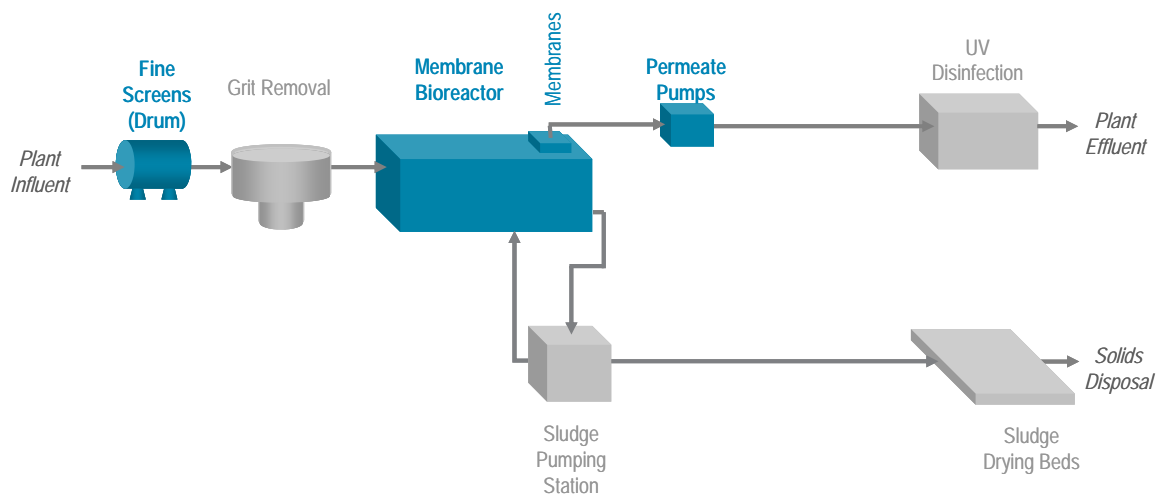 Fine
Screens
(Drum)
Grit Removal
Membrane
Bioreactor
Membranes
Permeate
Pumps
UV
Disinfection
Plant
Influent
Plant
Effluent
Solids
Disposal
Sludge
Pumping
Station
Sludge
Drying Beds